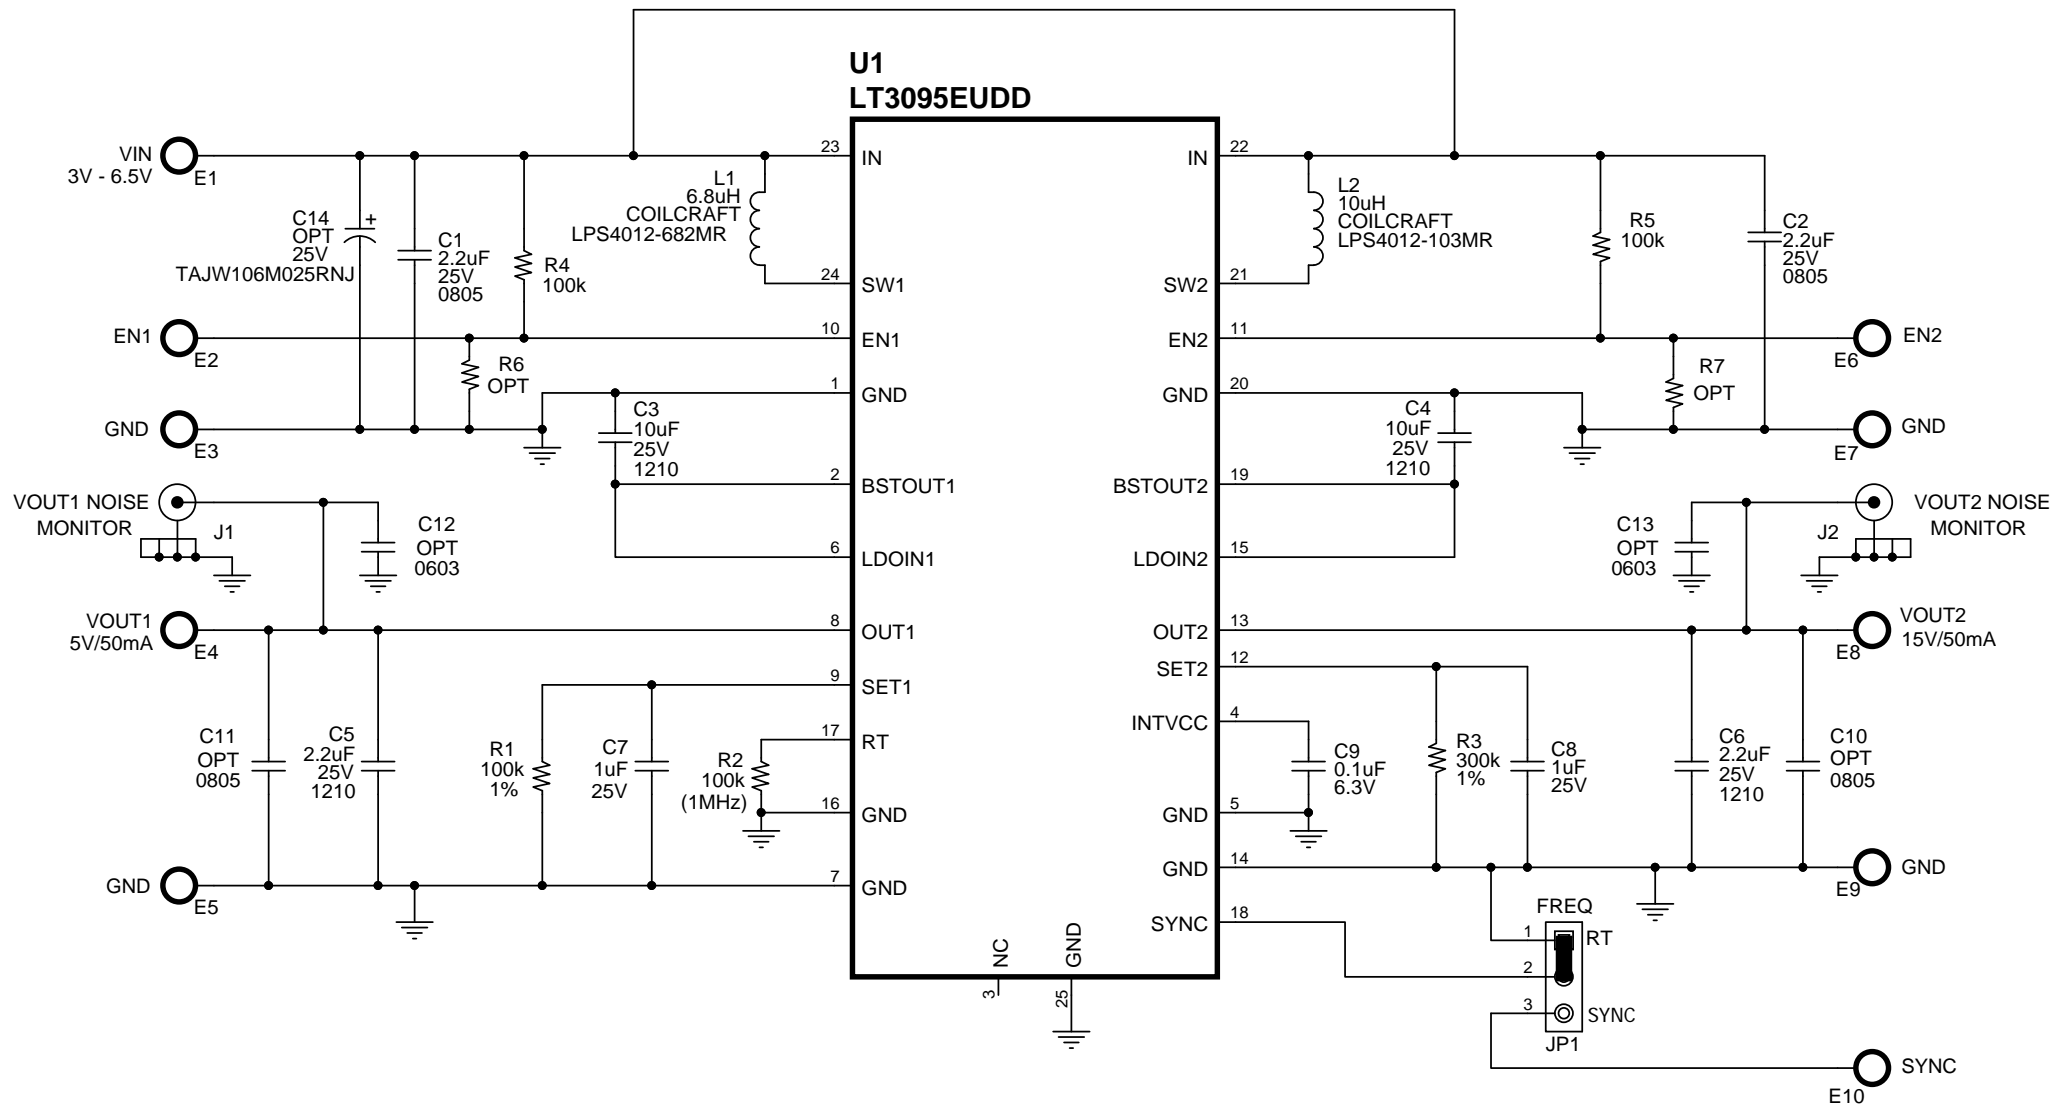 U1
LT3095EUDD
VIN
3V - 6.5V
E1
C14
OPT
25V
TAJW106M025RNJ
+
C1
2.2uF
25V
0805
R4
100k
L1
6.8uH
COILCRAFT
LPS4012-682MR
23
IN
24
SW1
EN1
E2
10
EN1
R6
OPT
GND
E3
1
GND
C3
10uF
25V
1210
2
BSTOUT1
6
LDOIN1
VOUT1 NOISE
MONITOR
J1
C12
OPT
0603
VOUT1
5V/50mA
E4
8
OUT1
9
SET1
C11
OPT
0805
C5
2.2uF
25V
1210
R1
100k
1%
C7
1uF
25V
17
RT
R2
100k
(1MHz)
16
GND
GND
E5
7
GND
NC
3
GND
25
22
IN
L2
10uH
COILCRAFT
LPS4012-103MR
21
SW2
R5
100k
C2
2.2uF
25V
0805
11
EN2
EN2
E6
R7
OPT
20
GND
C4
10uF
25V
1210
GND
E7
19
BSTOUT2
15
LDOIN2
C13
OPT
0603
J2
VOUT2 NOISE
MONITOR
13
OUT2
VOUT2
15V/50mA
E8
12
SET2
4
INTVCC
C9
0.1uF
6.3V
R3
300k
1%
C8
1uF
25V
C6
2.2uF
25V
1210
C10
OPT
0805
5
GND
14
GND
GND
E9
18
SYNC
FREQ
1
RT
2
3
SYNC
JP1
SYNC
E10